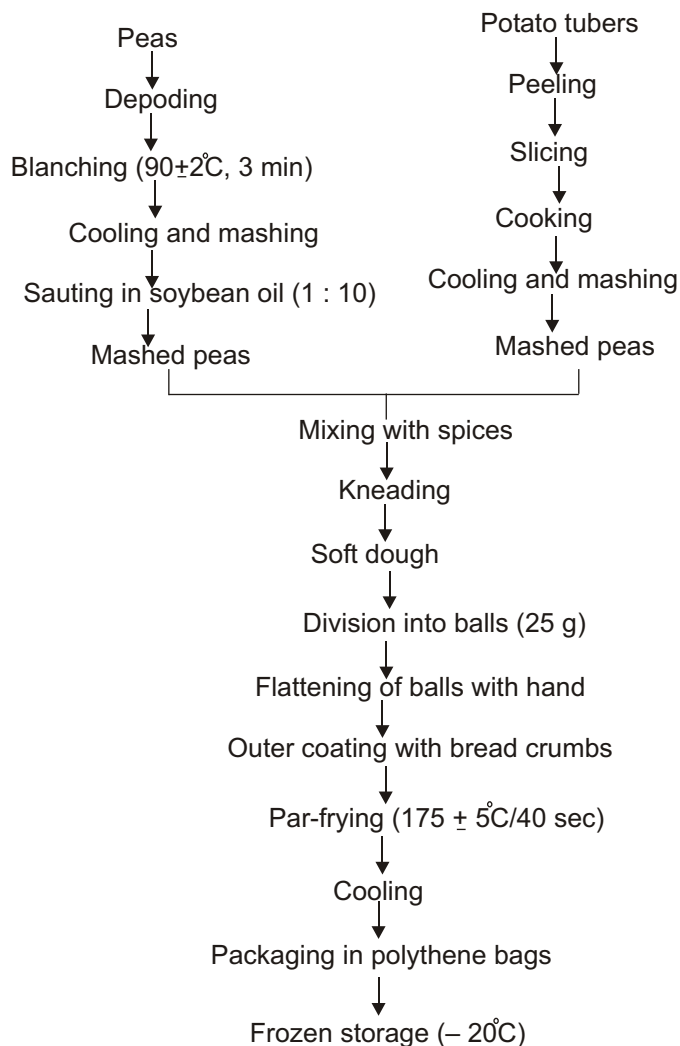 Peas
Depoding
Blanching (90±2°C, 3 min)
Cooling and mashing
Sauting in soybean oil (1 : 10)
Mashed peas
Potato tubers
Peeling
Slicing
Cooking
Cooling and mashing
Mashed peas
Mixing with spices
Kneading
Soft dough
Division into balls (25 g)
Flattening of balls with hand
Outer coating with bread crumbs
Par-frying (175 ± 5°C/40 sec)
Cooling
Packaging in polythene bags
Frozen storage (– 20°C)